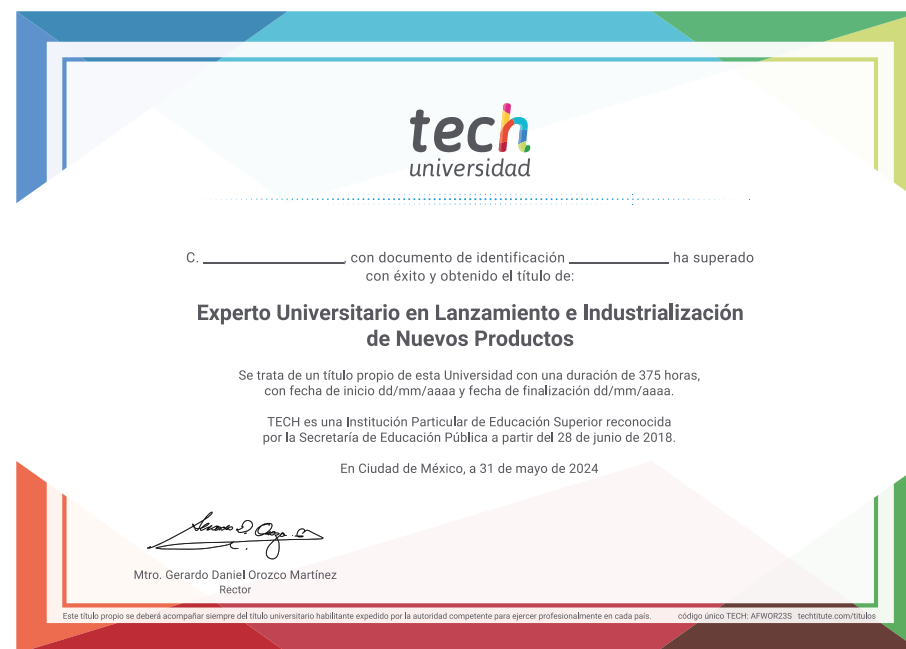 tech
universidad
C. ____________________, con documento de identificación ______________ ha superado
con éxito y obtenido el título de:
Experto Universitario en Lanzamiento e Industrialización
de Nuevos Productos
Se trata de un título propio de esta Universidad con una duración de 375 horas,
con fecha de inicio dd/mm/aaaa y fecha de finalización dd/mm/aaaa.
TECH es una Institución Particular de Educación Superior reconocida
por la Secretaría de Educación Pública a partir del 28 de junio de 2018.
En Ciudad de México, a 31 de mayo de 2024
Mtro. Gerardo Daniel Orozco Martínez
Rector
Este título propio se deberá acompañar siempre del título universitario habilitante expedido por la autoridad competente para ejercer profesionalmente en cada país. código único TECH: AFWOR23S techtitute.com/titulos